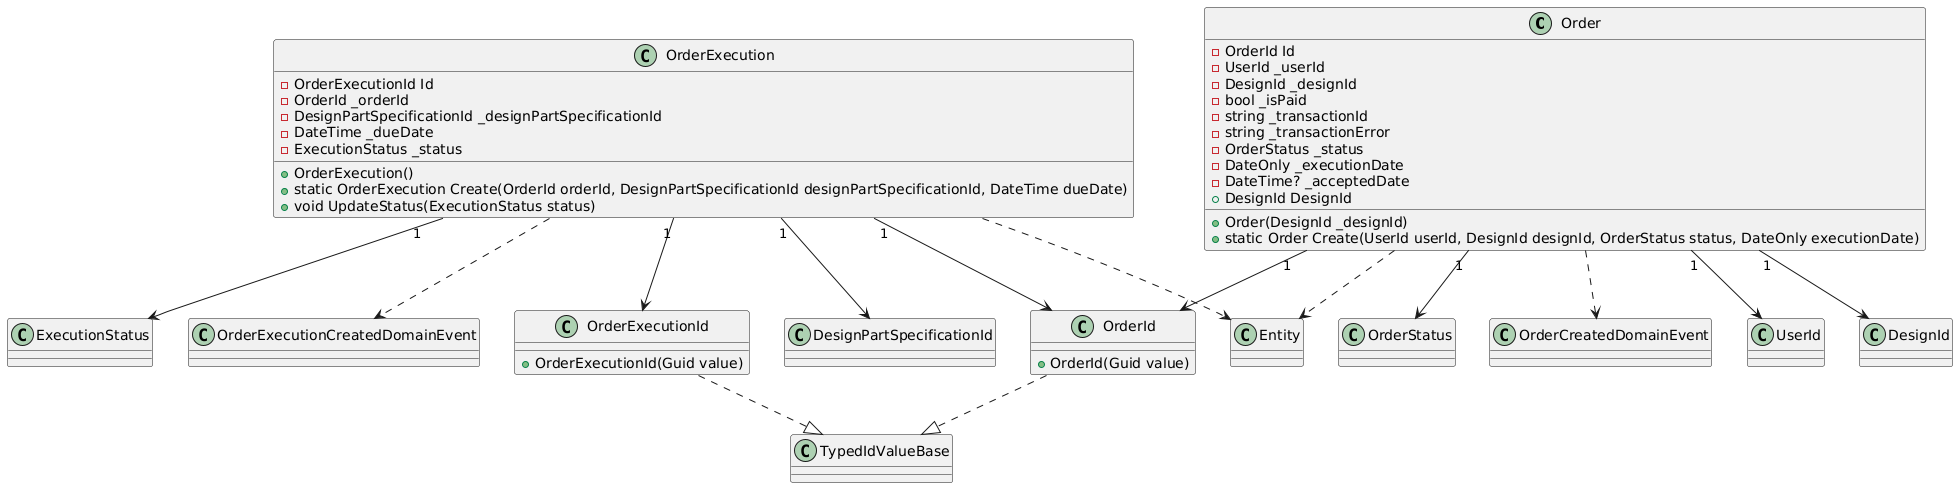 C OrderExecution
OrderExecutionId Id
OrderId _orderId
DesignPartSpecificationId _designPartSpecificationId
DateTime _dueDate
ExecutionStatus _status
OrderExecution()
static OrderExecution Create(OrderId orderId, DesignPartSpecificationId designPartSpecificationId, DateTime dueDate)
void UpdateStatus(ExecutionStatus status)
C Order
OrderId Id
UserId _userId
DesignId _designId
bool _isPaid
string _transactionId
string _transactionError
OrderStatus _status
DateOnly _executionDate
DateTime? _acceptedDate
DesignId DesignId
Order(DesignId _designId)
static Order Create(UserId userId, DesignId designId, OrderStatus status, DateOnly executionDate)
1
1
1
1
1
1
1
1
C ExecutionStatus
C OrderExecutionCreatedDomainEvent
C OrderExecutionId
OrderExecutionId(Guid value)
C DesignPartSpecificationId
C OrderId
OrderId(Guid value)
C Entity
C OrderStatus
C OrderCreatedDomainEvent
C UserId
C DesignId
C TypedIdValueBase